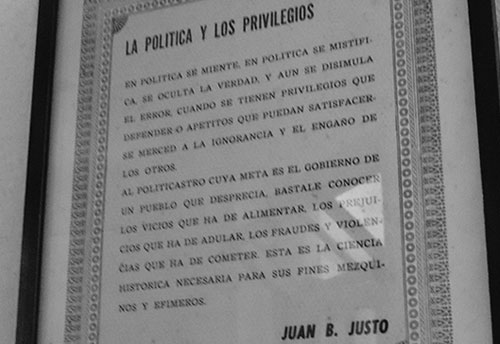 LA POLITICA Y LOS PRIVILEGIOS
EN POLITICA SE MIENTE, EN POLITICA SE MISTIFI-
CA, SE OCULTA LA VERDAD, Y AUN SE DISIMULA
EL ERROR, CUANDO SE TIENEN PRIVILEGIOS QUE
DEFENDER O APETITOS QUE PUEDAN SATISFACER-
SE MERCED A LA IGNORANCIA Y EL ENGAÑO DE
LOS OTROS.
AL POLITICASTRO CUYA META ES EL GOBIERNO DE
UN PUEBLO QUE DESPRECIA, BASTALE CONOCER
LOS VICIOS QUE HA DE ALIMENTAR, LOS PREJUI-
CIOS QUE HA DE ADULAR, LOS FRAUDES Y VIOLEN-
CIAS QUE HA DE COMETER. ESTA ES LA CIENCIA
HISTORICA NECESARIA PARA SUS FINES MEZQUI-
NOS Y EFIMEROS.
JUAN B. JUSTO